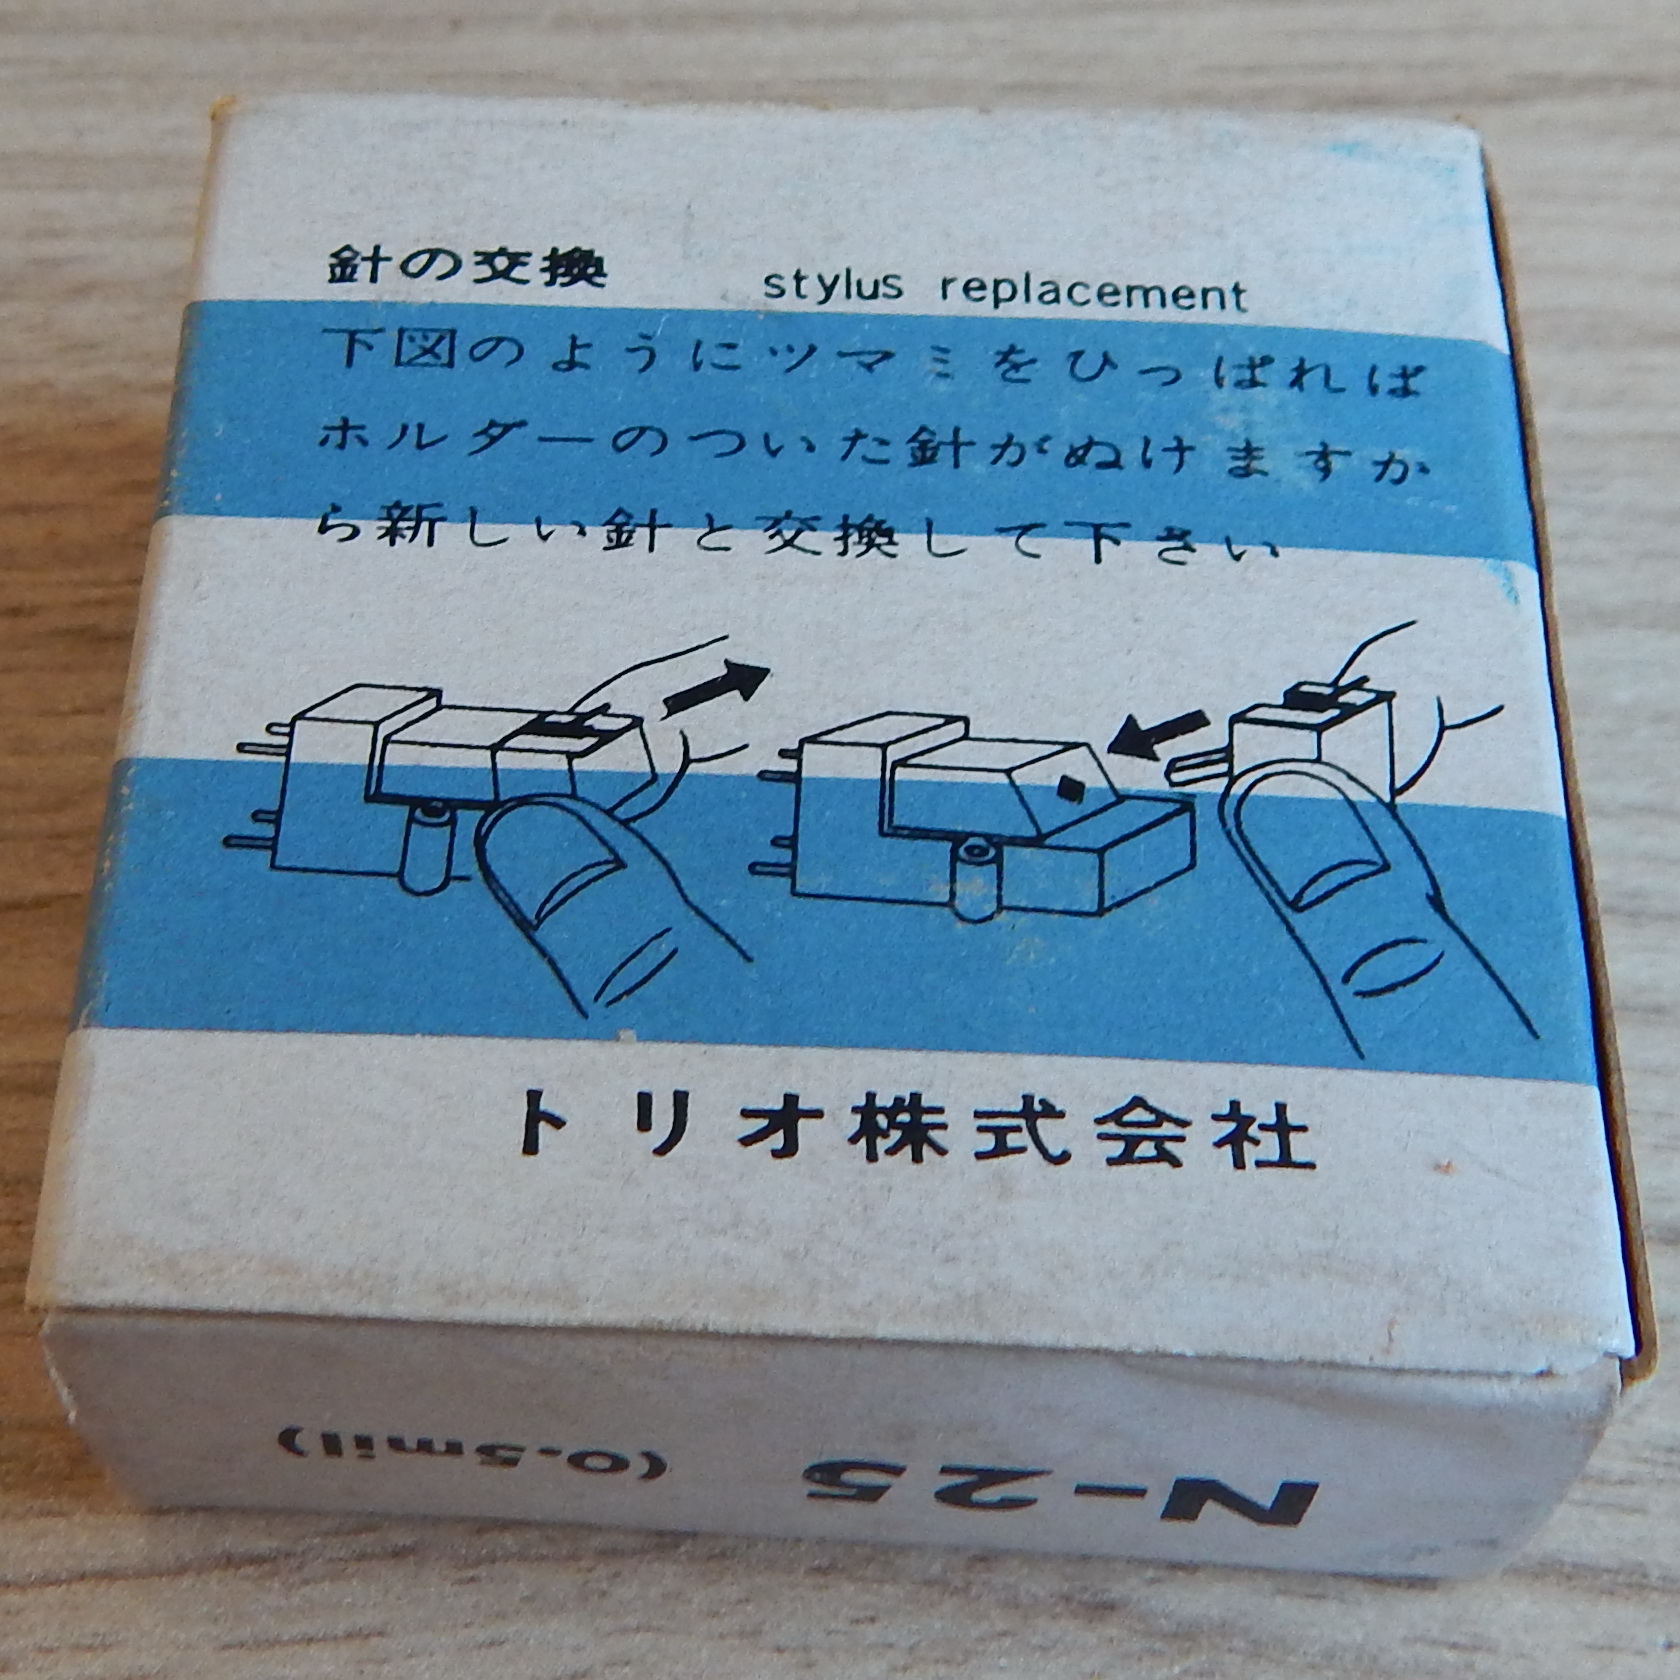 針の交換 stylus replacement
下図のようにツマミをひっぱれば
ホルダーのついた針がぬけますか
ら新しい針と交換して下さい
トリオ株式会社
N-25 (0.5mil)